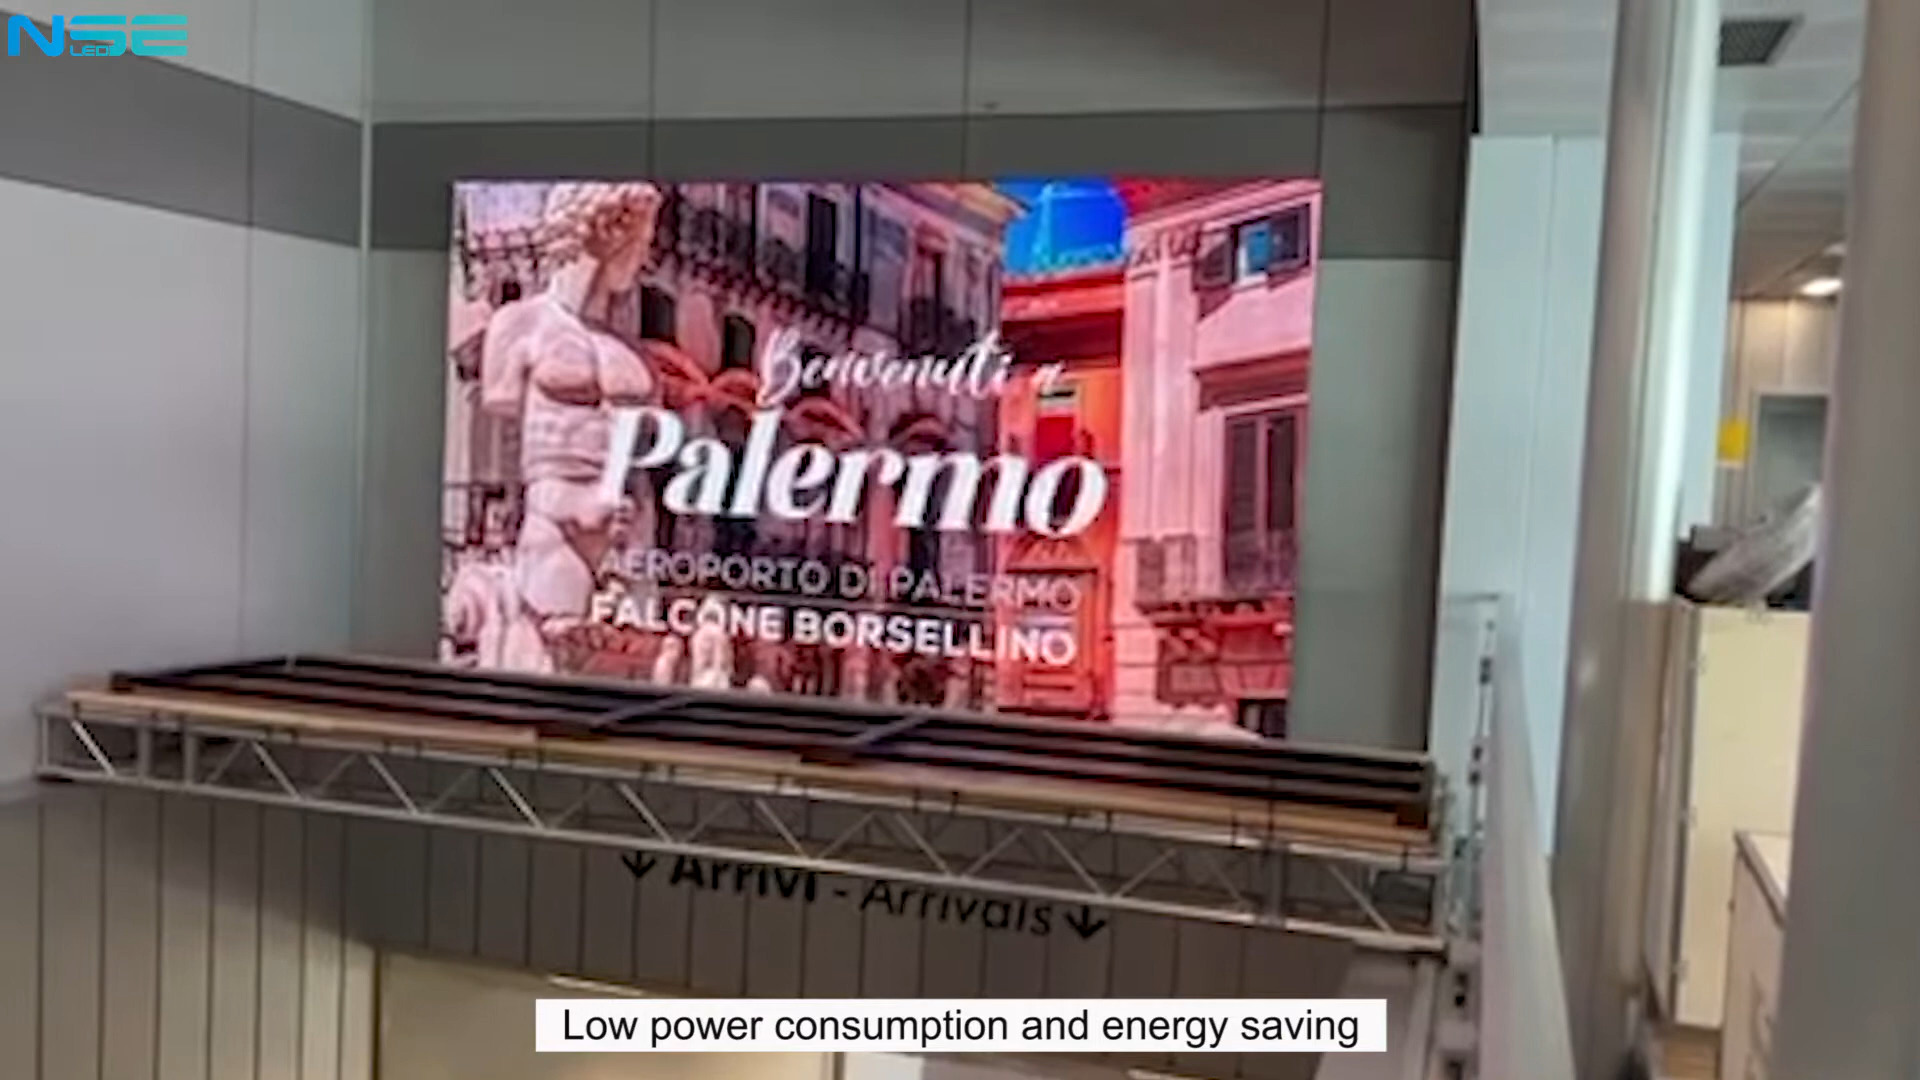 NSE
LED
Benvenuti a
Palermo
AEROPORTO DI PALERMO
FALCONE BORSELLINO
↓ Arrivi - Arrivals ↓
Low power consumption and energy saving